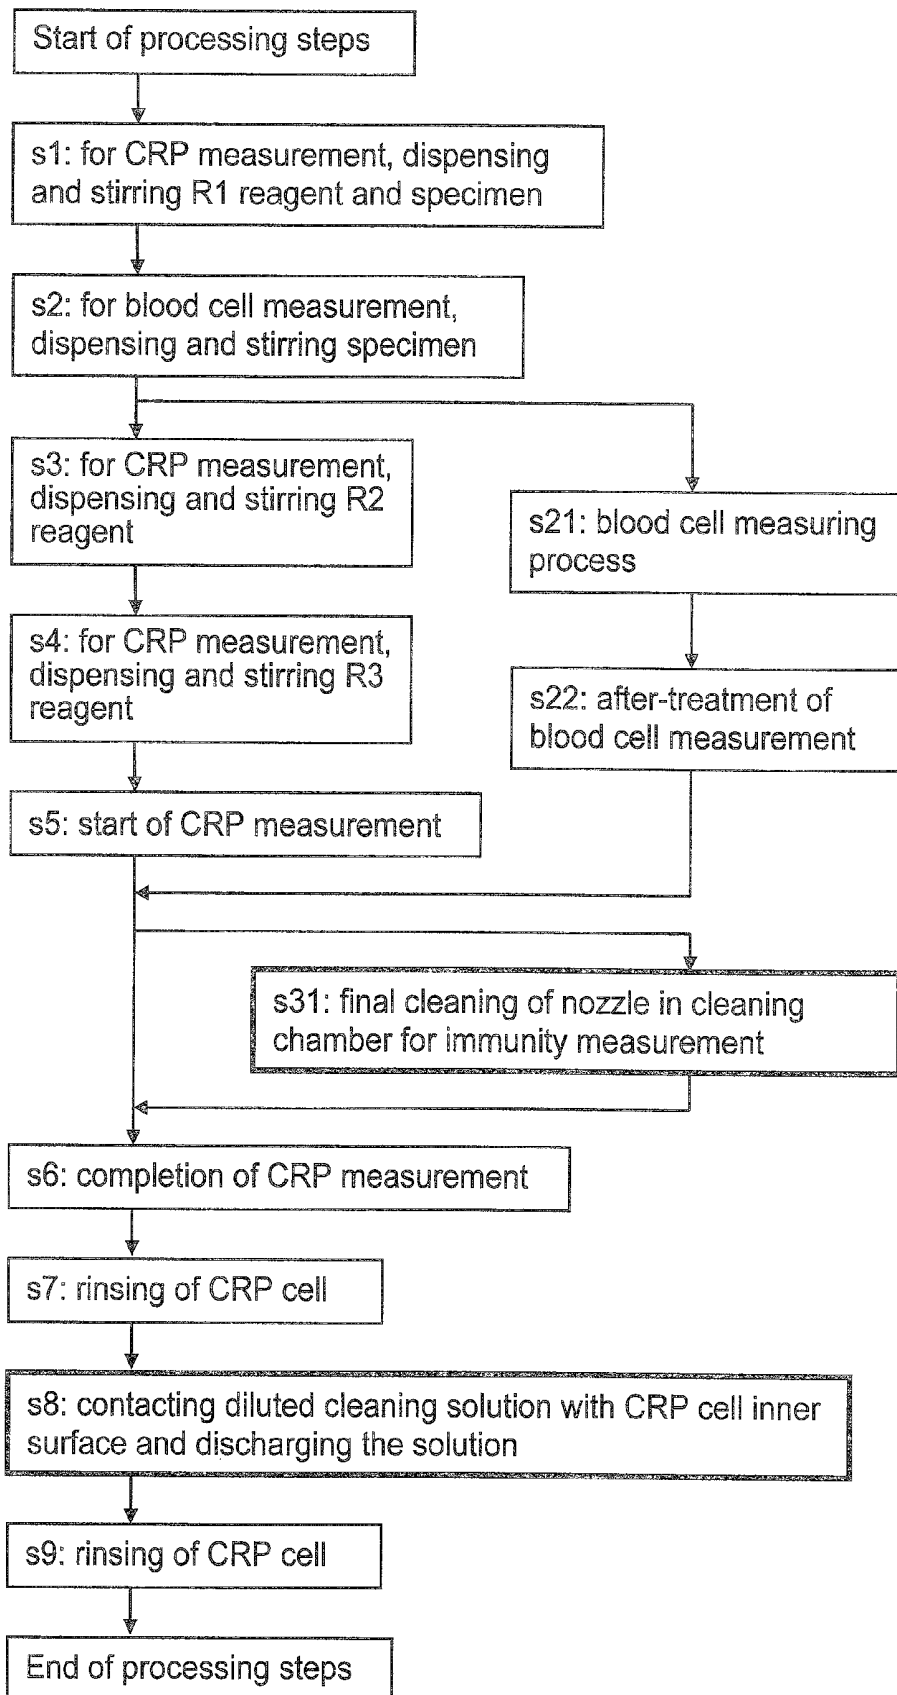 Start of processing steps
s1: for CRP measurement, dispensing
and stirring R1 reagent and specimen
s2: for blood cell measurement,
dispensing and stirring specimen
s3: for CRP measurement,
dispensing and stirring R2
reagent
s21: blood cell measuring
process
s4: for CRP measurement,
dispensing and stirring R3
reagent
s22: after-treatment of
blood cell measurement
s5: start of CRP measurement
s31: final cleaning of nozzle in cleaning
chamber for immunity measurement
s6: completion of CRP measurement
s7: rinsing of CRP cell
s8: contacting diluted cleaning solution with CRP cell inner
surface and discharging the solution
s9: rinsing of CRP cell
End of processing steps